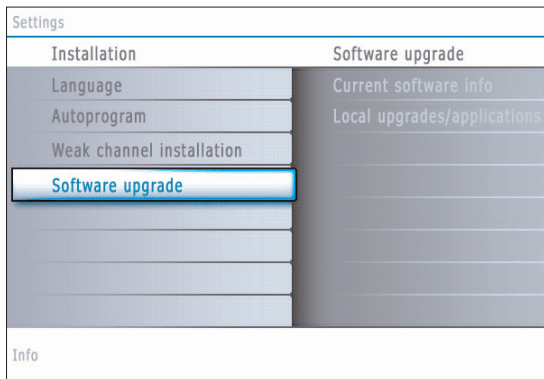 Settings
Installation
Software upgrade
Language
Current software info
Autoprogram
Local upgrades/applications
Weak channel installation
Software upgrade
Info